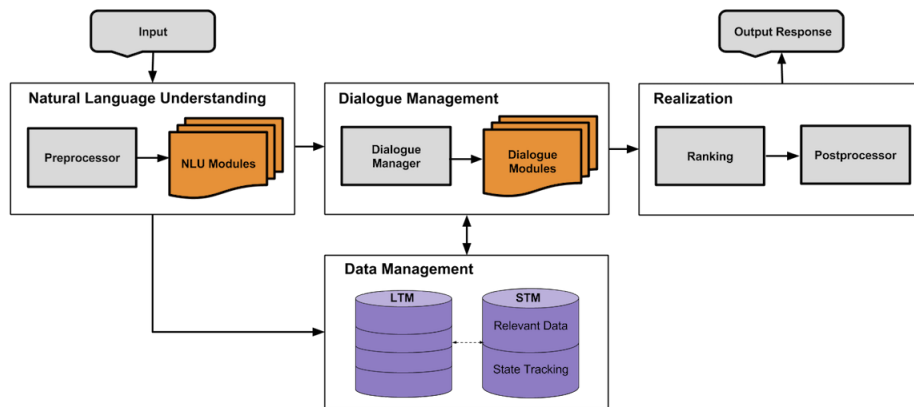 Input
Output Response
Natural Language Understanding
Preprocessor
NLU Modules
Dialogue Management
Dialogue
Manager
Dialogue
Modules
Realization
Ranking
Postprocessor
Data Management
LTM
STM
Relevant Data
State Tracking